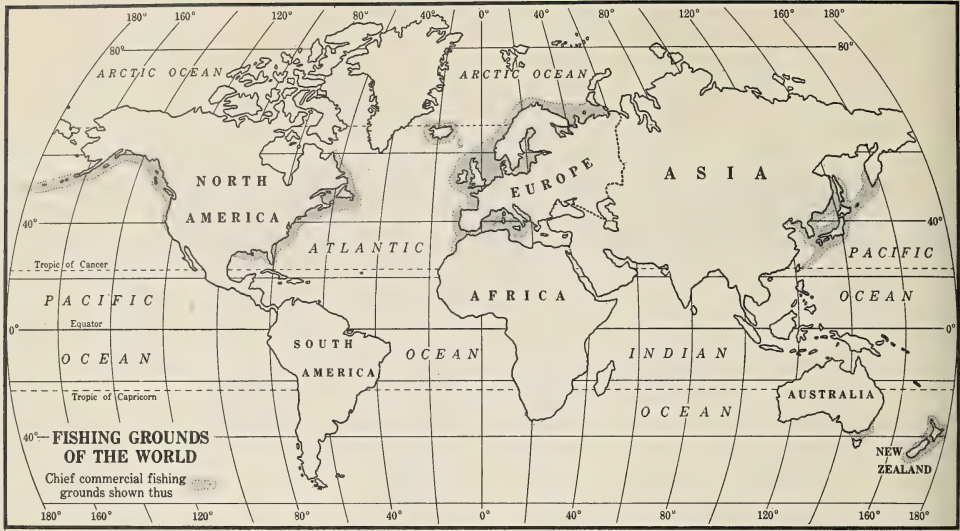 180° 160° 120° 80° 40° 0° 40° 80° 120° 160° 180°
80° 80°
ARCTIC OCEAN ARCTIC OCEAN
NORTH
AMERICA
EUROPE
ASIA
40° 40°
ATLANTIC
PACIFIC
Tropic of Cancer
PACIFIC
AFRICA
OCEAN
Equator
0° 0°
SOUTH
AMERICA
OCEAN
OCEAN
INDIAN
OCEAN
Tropic of Capricorn
AUSTRALIA
40°
FISHING GROUNDS
OF THE WORLD
Chief commercial fishing
grounds shown thus
NEW
ZEALAND
180° 160° 120° 80° 40° 0° 40° 80° 120° 160° 180°